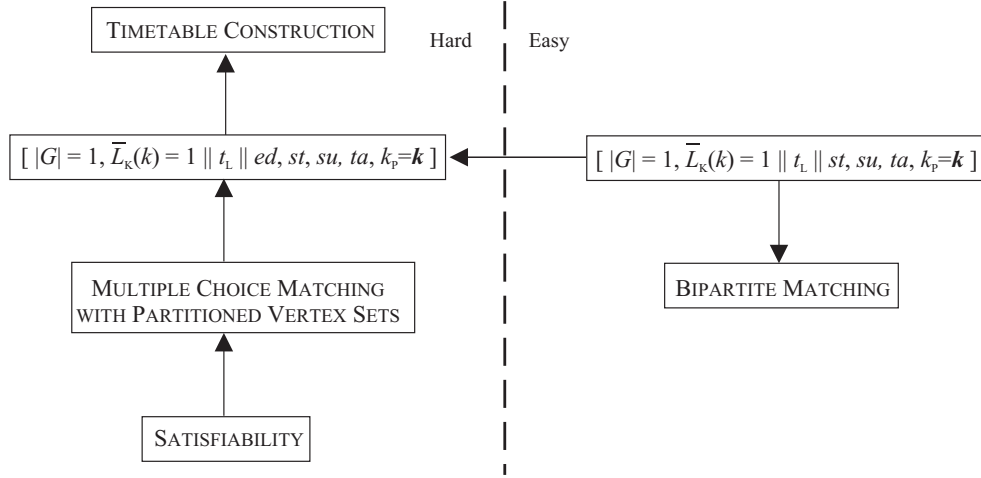 TIMETABLE CONSTRUCTION
Hard
Easy
[ |G| = 1, L̅K(k) = 1 || tL || ed, st, su, ta, kP=k ]
[ |G| = 1, L̅K(k) = 1 || tL || st, su, ta, kP=k ]
MULTIPLE CHOICE MATCHING
WITH PARTITIONED VERTEX SETS
BIPARTITE MATCHING
SATISFIABILITY